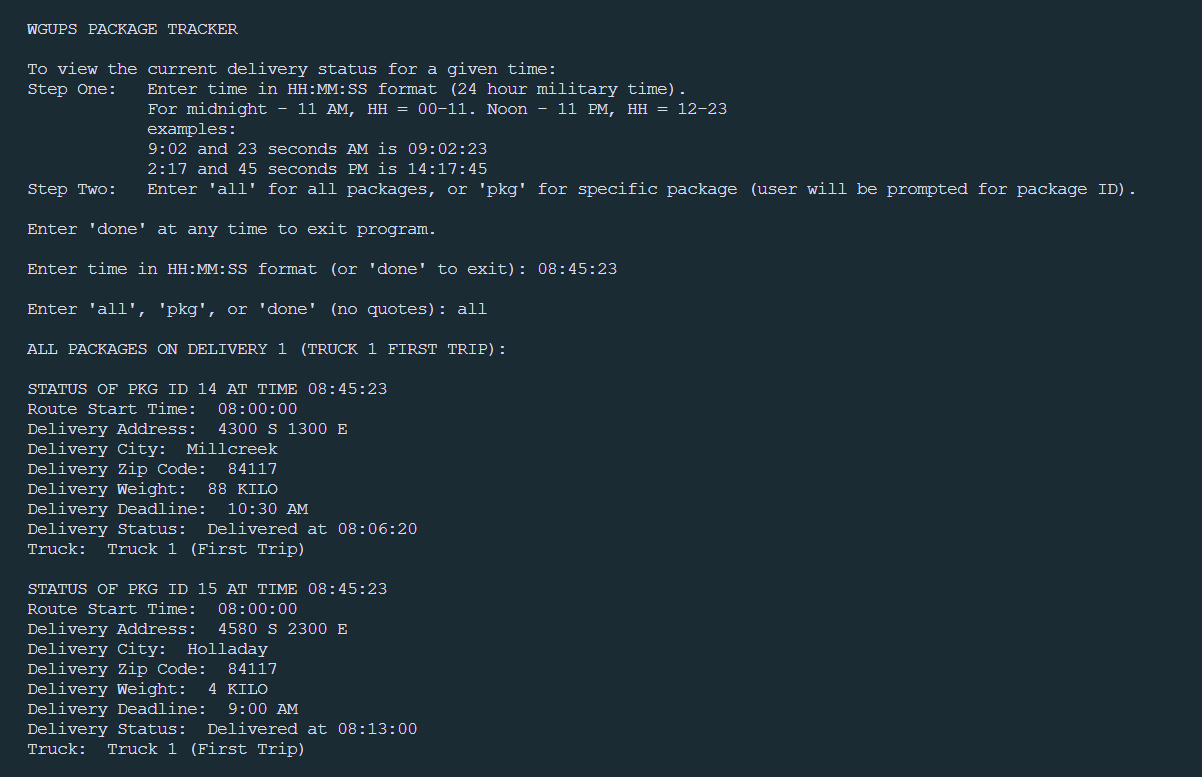 WGUPS PACKAGE TRACKER
To view the current delivery status for a given time:
Step One:   Enter time in HH:MM:SS format (24 hour military time).
            For midnight - 11 AM, HH = 00-11. Noon - 11 PM, HH = 12-23
            examples:
            9:02 and 23 seconds AM is 09:02:23
            2:17 and 45 seconds PM is 14:17:45
Step Two:   Enter 'all' for all packages, or 'pkg' for specific package (user will be prompted for package ID).
Enter 'done' at any time to exit program.
Enter time in HH:MM:SS format (or 'done' to exit): 08:45:23
Enter 'all', 'pkg', or 'done' (no quotes): all
ALL PACKAGES ON DELIVERY 1 (TRUCK 1 FIRST TRIP):
STATUS OF PKG ID 14 AT TIME 08:45:23
Route Start Time:  08:00:00
Delivery Address:  4300 S 1300 E
Delivery City:  Millcreek
Delivery Zip Code:  84117
Delivery Weight:  88 KILO
Delivery Deadline:  10:30 AM
Delivery Status:  Delivered at 08:06:20
Truck:  Truck 1 (First Trip)
STATUS OF PKG ID 15 AT TIME 08:45:23
Route Start Time:  08:00:00
Delivery Address:  4580 S 2300 E
Delivery City:  Holladay
Delivery Zip Code:  84117
Delivery Weight:  4 KILO
Delivery Deadline:  9:00 AM
Delivery Status:  Delivered at 08:13:00
Truck:  Truck 1 (First Trip)